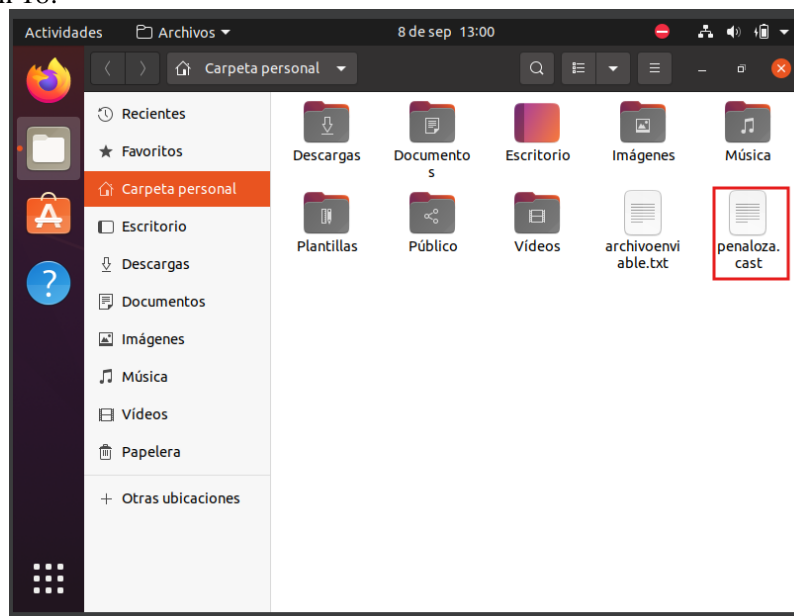 Actividades Archivos 8 de sep 13:00
Carpeta personal
Recientes
Favoritos
Carpeta personal
Escritorio
Descargas
Documentos
Imágenes
Música
Vídeos
Papelera
Otras ubicaciones
Descargas
Documento
s
Escritorio
Imágenes
Música
Plantillas
Público
Vídeos
archivoenvi
able.txt
penaloza.
cast